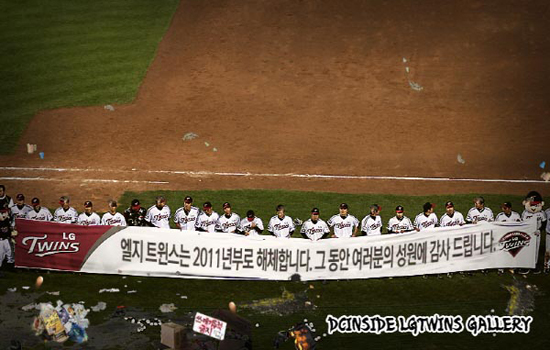 LG
TWINS
엘지 트윈스는 2011년부로 해체합니다. 그 동안 여러분의 성원에 감사 드립니다.
Twins
DCINSIDE LGTWINS GALLERY